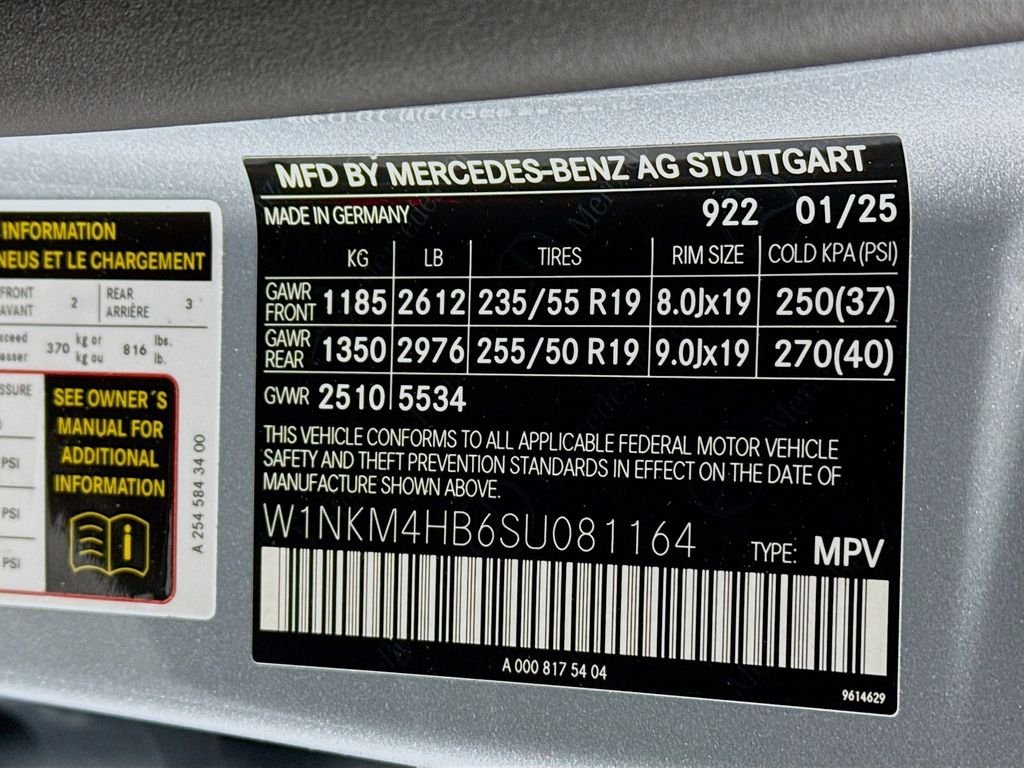 INFORMATION
NEUS ET LE CHARGEMENT
FRONT
AVANT
2
REAR
ARRIÈRE
3
370 kg or
kg ou
816 lbs.
lb.
PSI
PSI
PSI
SEE OWNER´S
MANUAL FOR
ADDITIONAL
INFORMATION
A 254 584 34 00
MFD BY MERCEDES-BENZ AG STUTTGART
MADE IN GERMANY 922 01/25
KG LB TIRES RIM SIZE COLD KPA (PSI)
GAWR FRONT 1185 2612 235/55 R19 8.0Jx19 250(37)
GAWR REAR 1350 2976 255/50 R19 9.0Jx19 270(40)
GVWR 2510 5534
THIS VEHICLE CONFORMS TO ALL APPLICABLE FEDERAL MOTOR VEHICLE
SAFETY AND THEFT PREVENTION STANDARDS IN EFFECT ON THE DATE OF
MANUFACTURE SHOWN ABOVE.
W1NKM4HB6SU081164 TYPE: MPV
A 000 817 54 04
9614629